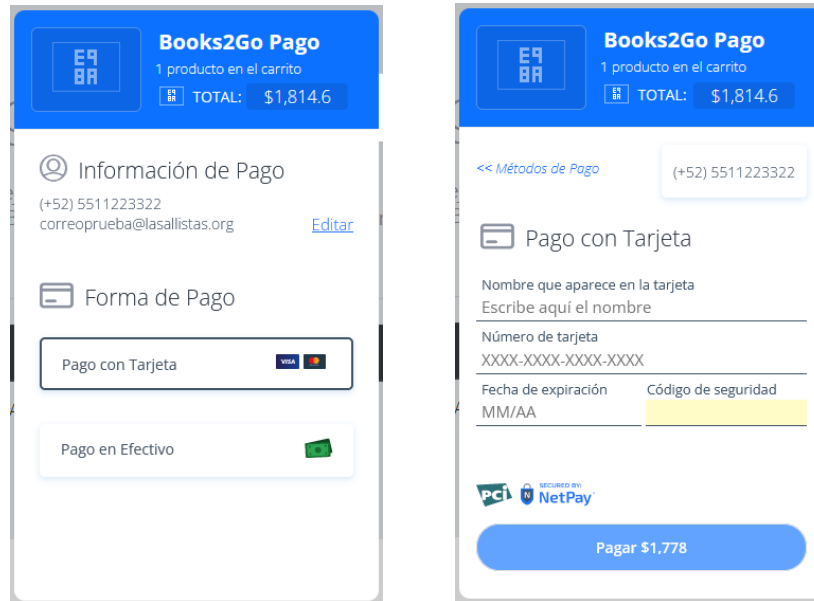 Books2Go Pago
1 producto en el carrito
TOTAL: $1,814.6
Información de Pago
(+52) 5511223322
correoprueba@lasallistas.org
Editar
Forma de Pago
Pago con Tarjeta
VISA
Pago en Efectivo
Books2Go Pago
1 producto en el carrito
TOTAL: $1,814.6
<< Métodos de Pago
(+52) 5511223322
Pago con Tarjeta
Nombre que aparece en la tarjeta
Escribe aquí el nombre
Número de tarjeta
XXXX-XXXX-XXXX-XXXX
Fecha de expiración Código de seguridad
MM/AA
PCI
SECURED BY:
N NetPay
Pagar $1,778